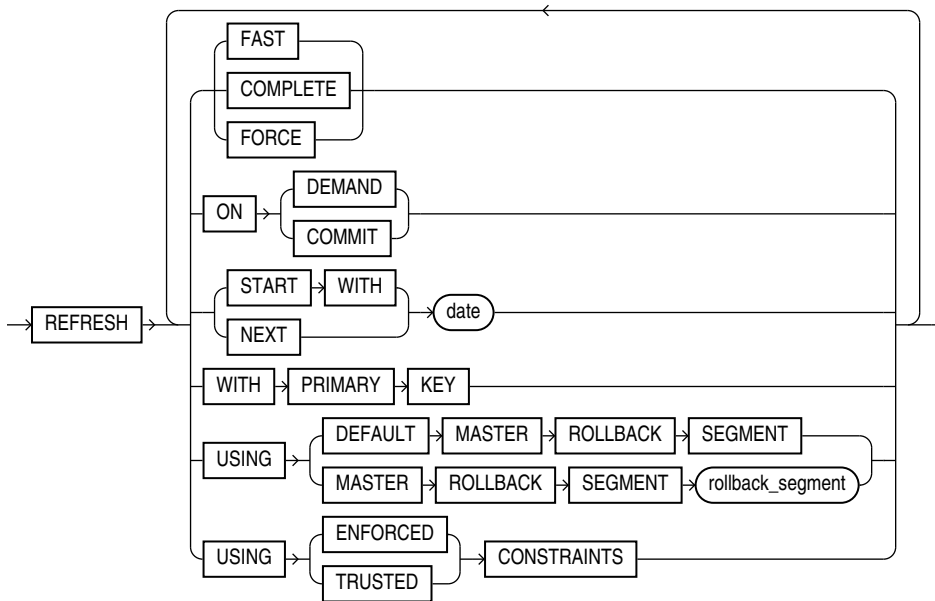 FAST
COMPLETE
FORCE
ON
DEMAND
COMMIT
START WITH
NEXT
date
REFRESH
WITH PRIMARY KEY
USING
DEFAULT MASTER ROLLBACK SEGMENT
MASTER ROLLBACK SEGMENT rollback_segment
USING
ENFORCED
TRUSTED
CONSTRAINTS